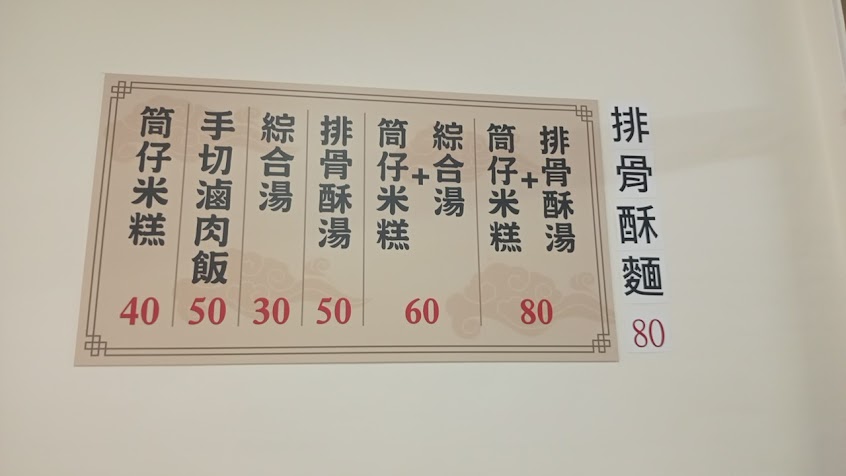 排骨酥麵
80
排骨酥湯
+
筒仔米糕
80
綜合湯
+
筒仔米糕
60
排骨酥湯
50
綜合湯
30
手切滷肉飯
50
筒仔米糕
40